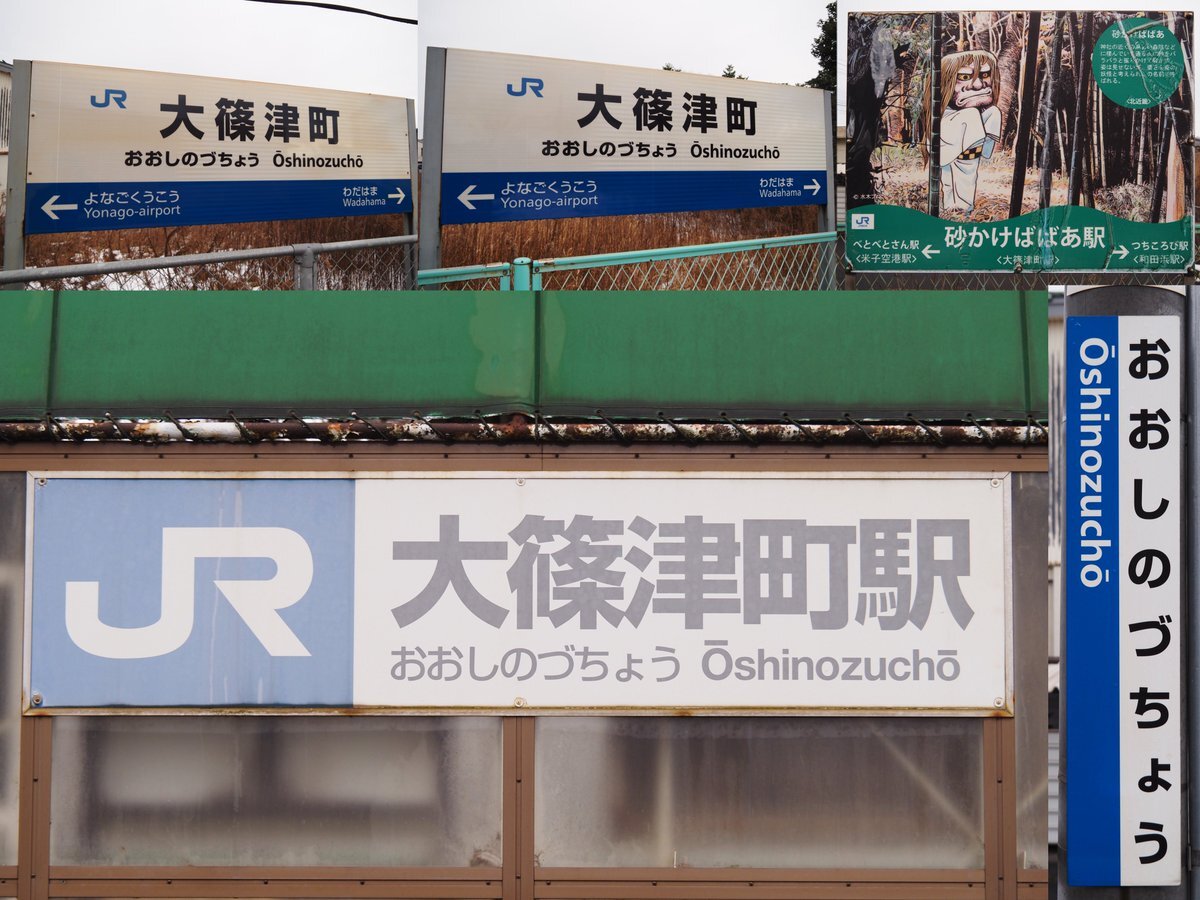 JR
大篠津町
おおしのづちょう Ōshinozuchō
← よなごくうこう
Yonago-airport
わだはま →
Wadahama
JR
大篠津町
おおしのづちょう Ōshinozuchō
← よなごくうこう
Yonago-airport
わだはま →
Wadahama
砂かけばばあ
<北近畿>
JR
砂かけばばあ駅
べとべとさん駅 ←
<米子空港駅>
→ つちころび駅
<和田浜駅>
JR
大篠津町駅
おおしのづちょう Ōshinozuchō
おおしのづちょう
Ōshinozuchō